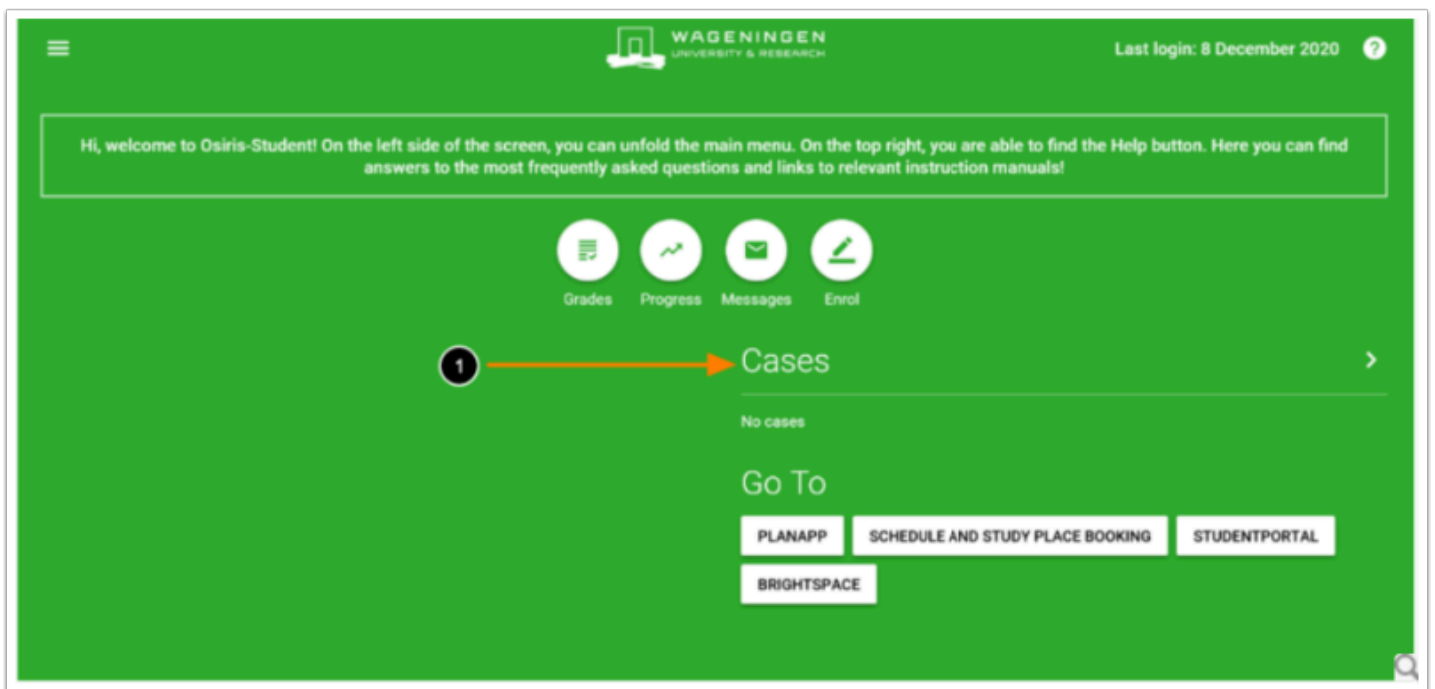 WAGENINGEN
UNIVERSITY & RESEARCH
Last login: 8 December 2020
?
Hi, welcome to Osiris-Student! On the left side of the screen, you can unfold the main menu. On the top right, you are able to find the Help button. Here you can find
answers to the most frequently asked questions and links to relevant instruction manuals!
Grades Progress Messages Enrol
1
Cases
No cases
Go To
PLANAPP SCHEDULE AND STUDY PLACE BOOKING STUDENTPORTAL
BRIGHTSPACE